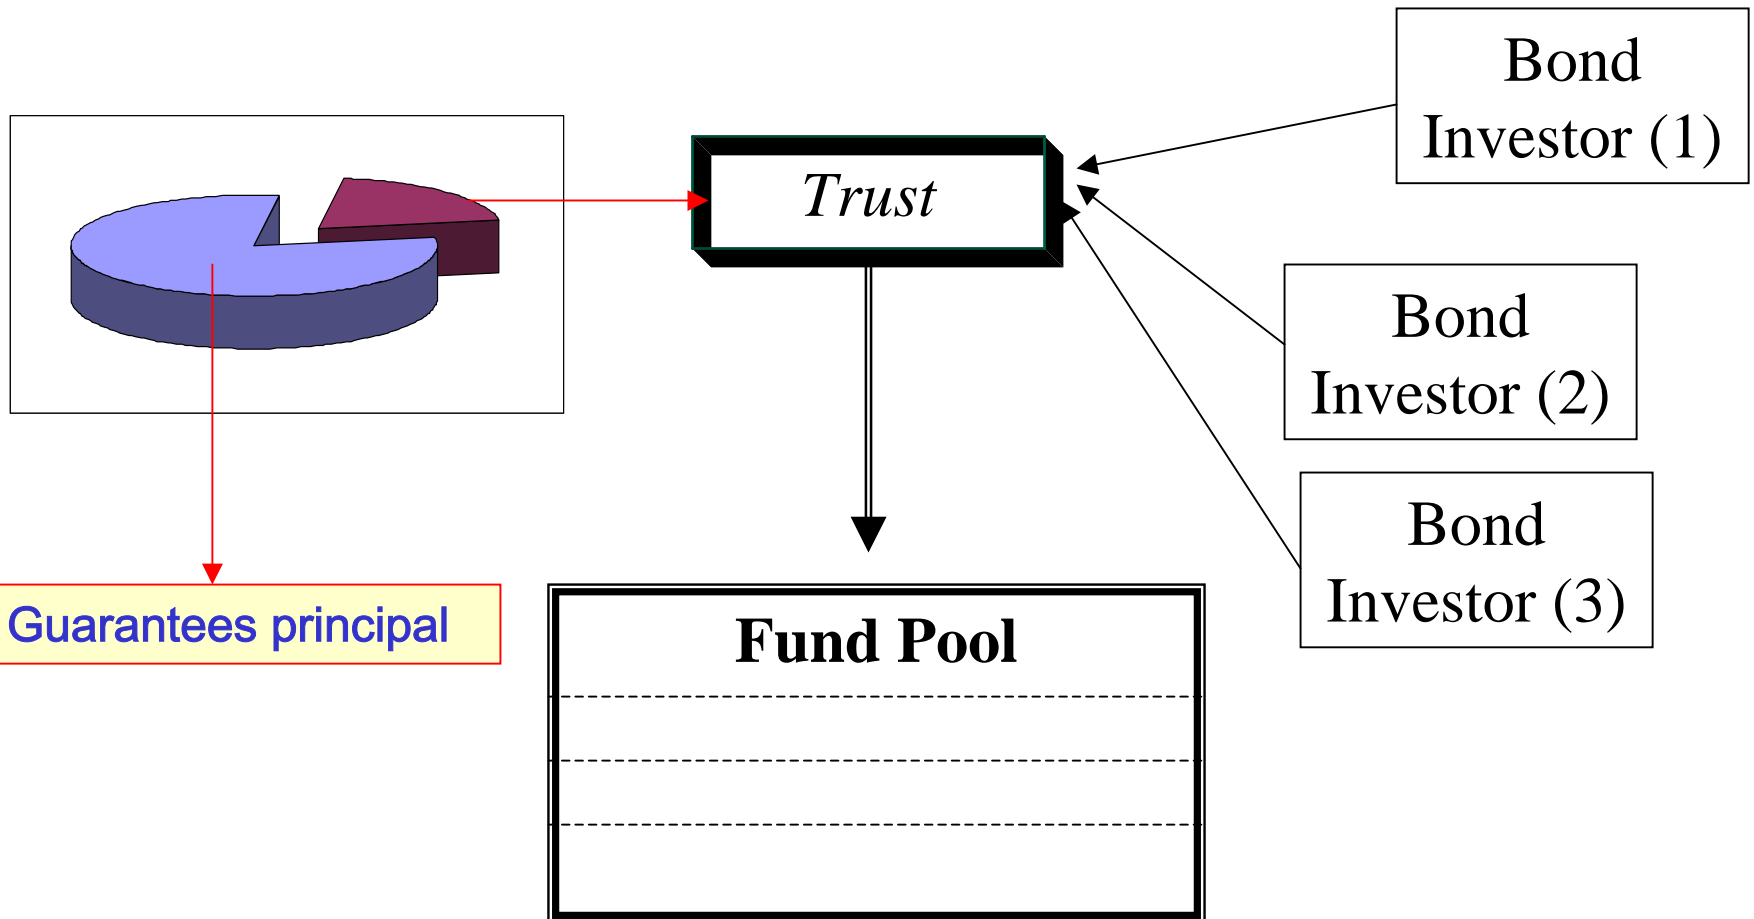 Bond
Investor (1)
Trust
Bond
Investor (2)
Bond
Investor (3)
Guarantees principal
Fund Pool